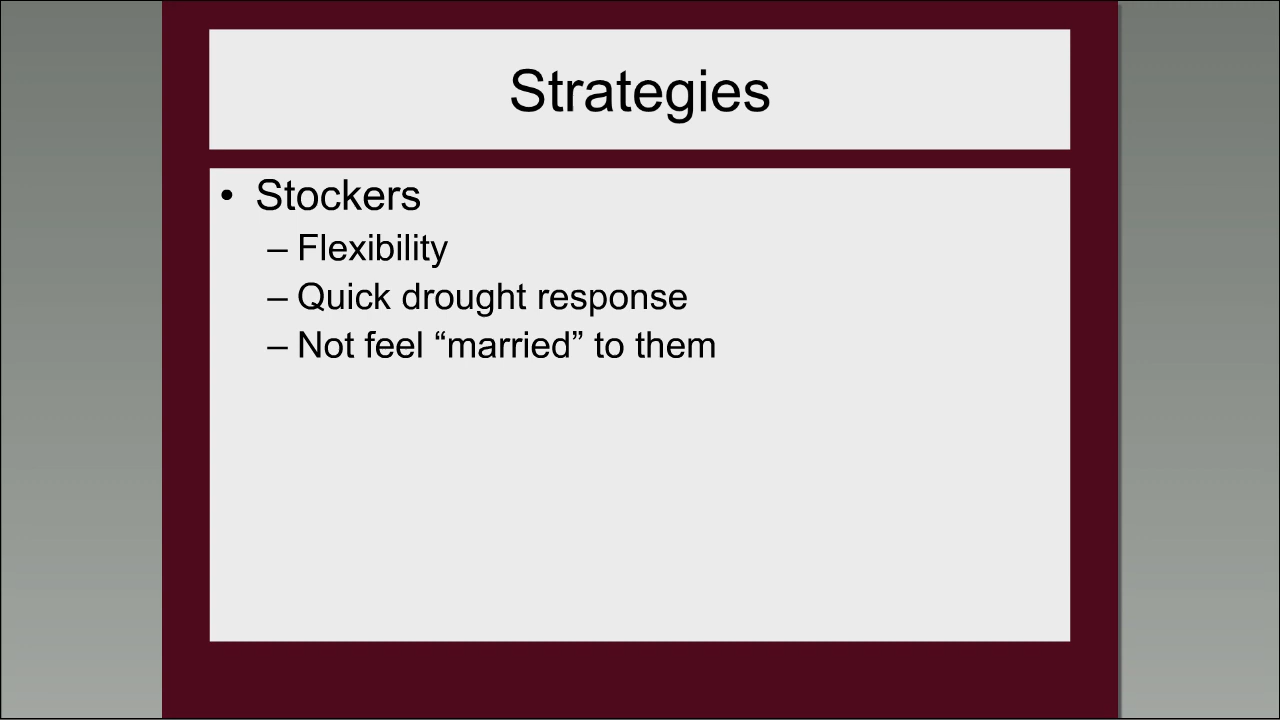 Strategies
• Stockers
– Flexibility
– Quick drought response
– Not feel “married” to them